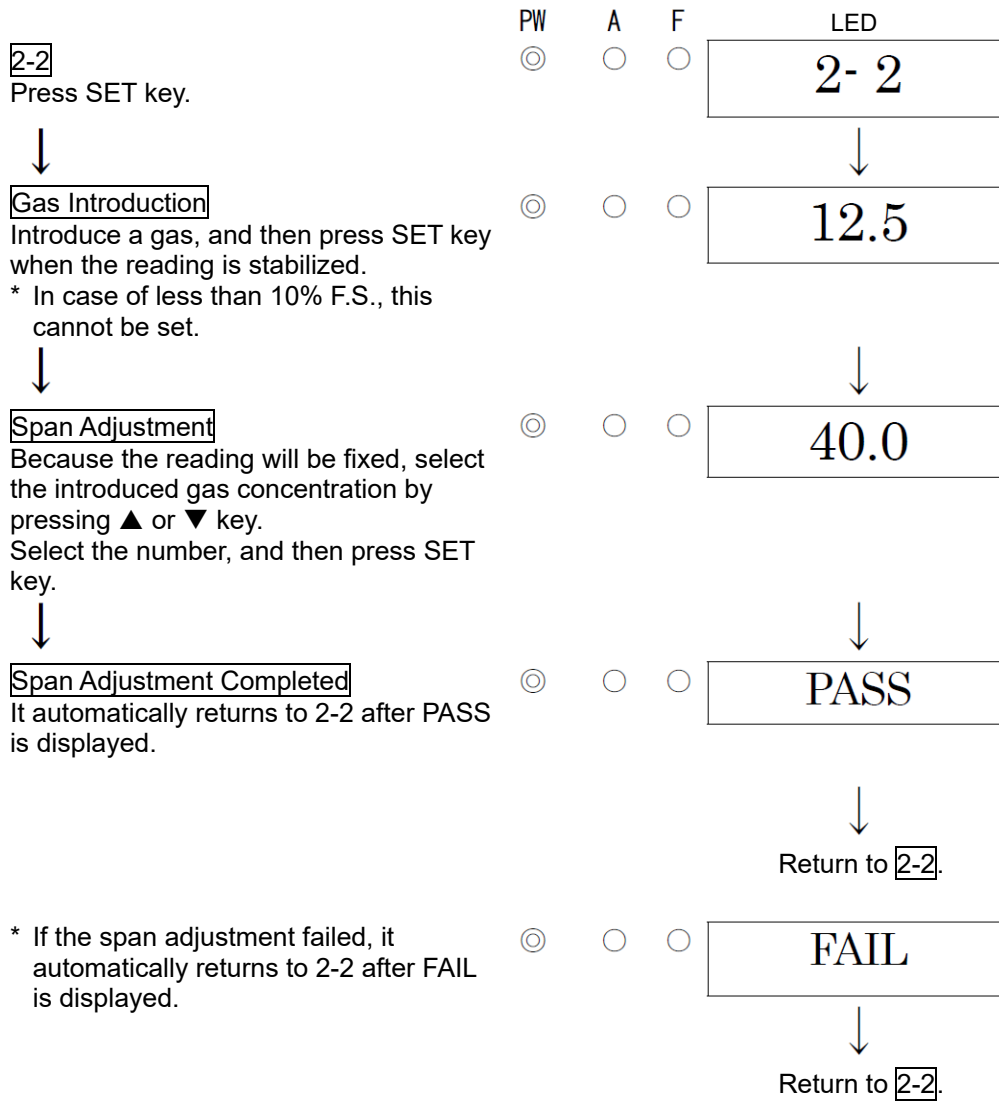 PW A F LED
2-2
Press SET key.
2- 2
Gas Introduction
Introduce a gas, and then press SET key
when the reading is stabilized.
* In case of less than 10% F.S., this
cannot be set.
12.5
Span Adjustment
Because the reading will be fixed, select
the introduced gas concentration by
pressing ▲ or ▼ key.
Select the number, and then press SET
key.
40.0
Span Adjustment Completed
It automatically returns to 2-2 after PASS
is displayed.
PASS
Return to 2-2.
* If the span adjustment failed, it
automatically returns to 2-2 after FAIL
is displayed.
FAIL
Return to 2-2.